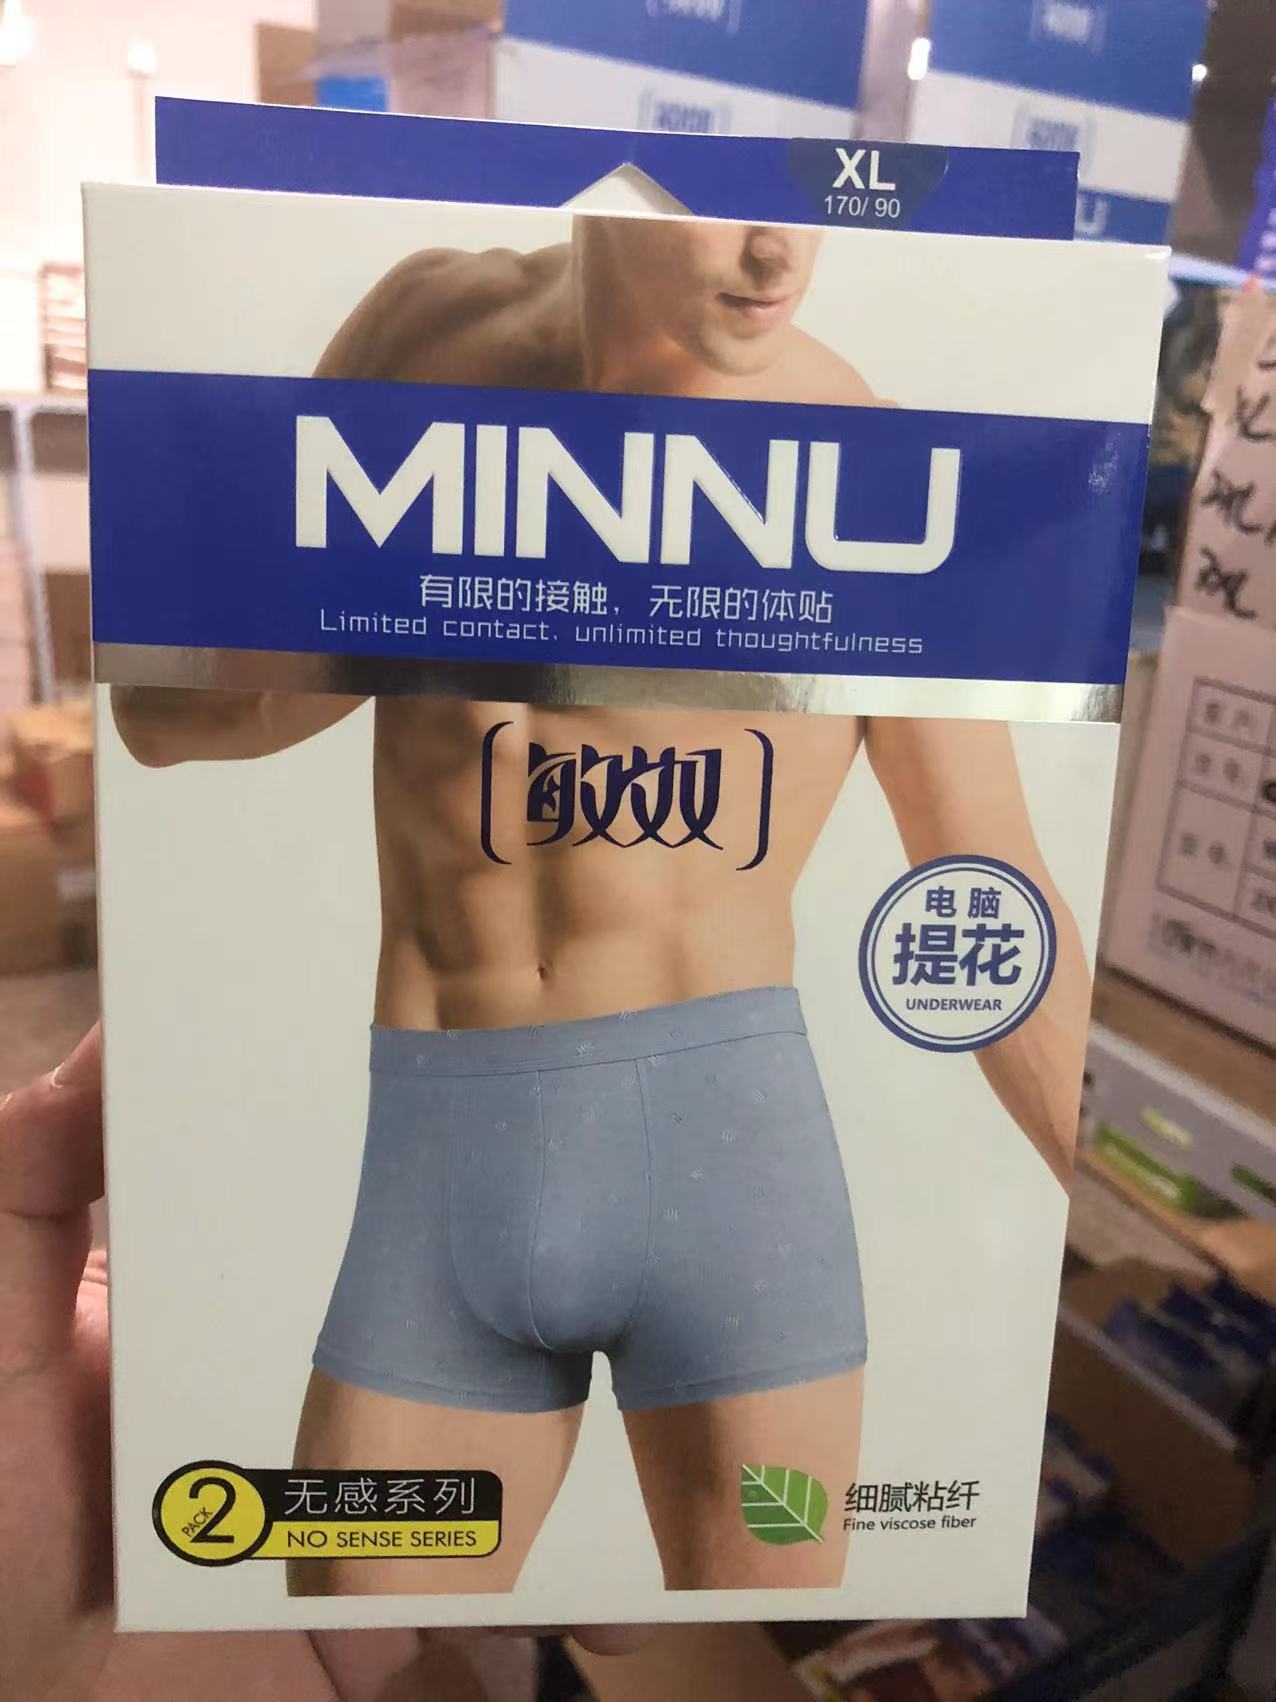 XL
170/ 90
MINNU
有限的接触，无限的体贴
Limited contact, unlimited thoughtfulness
敏奴
电脑
提花
UNDERWEAR
2
PACK
无感系列
NO SENSE SERIES
细腻粘纤
Fine viscose fiber